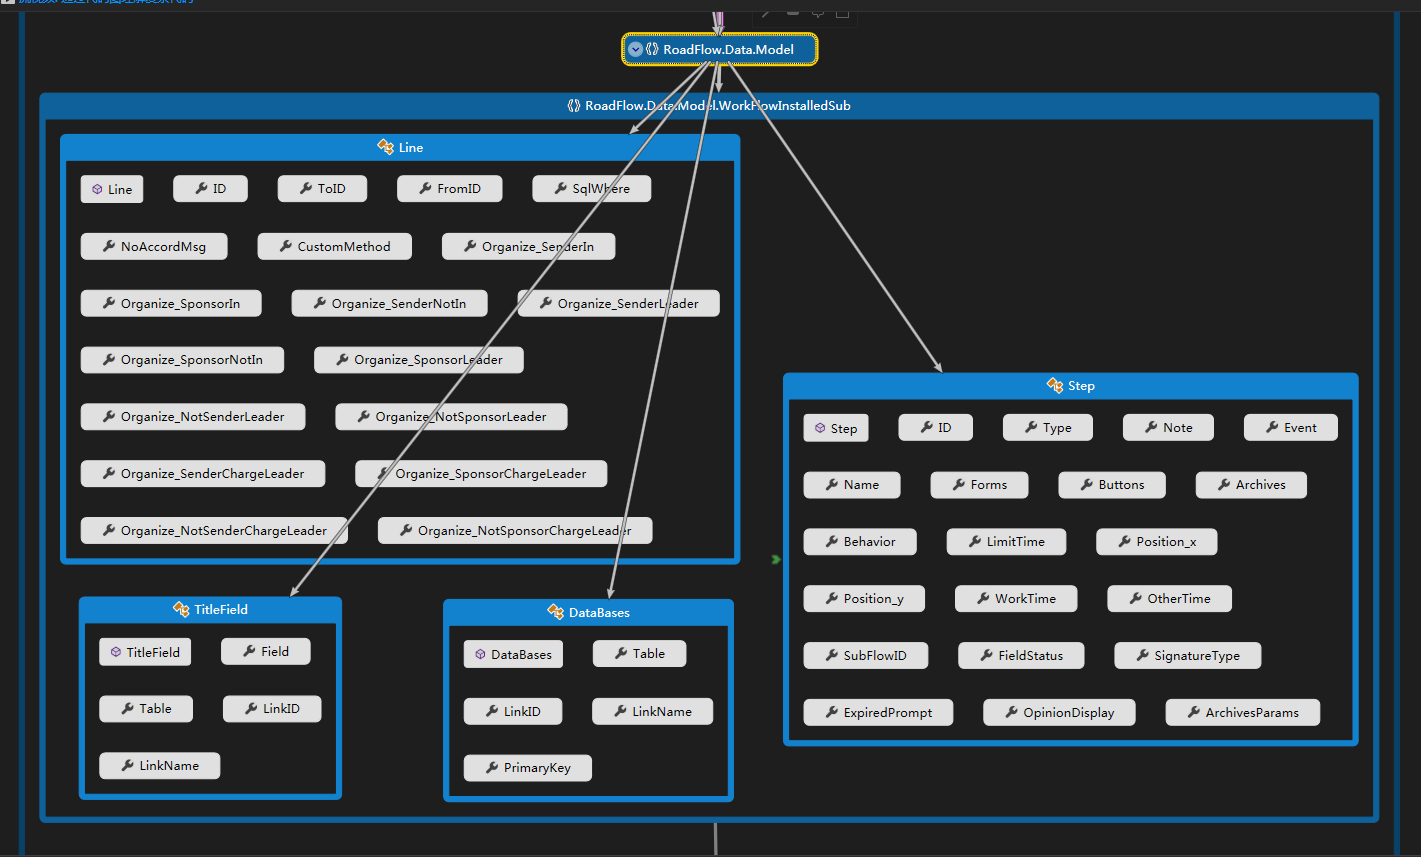 RoadFlow.Data.Model
RoadFlow.Data.Model.WorkFlowInstalledSub
Line
Line
ID
ToID
FromID
SqlWhere
NoAccordMsg
CustomMethod
Organize_SenderIn
Organize_SponsorIn
Organize_SenderNotIn
Organize_SenderLeader
Organize_SponsorNotIn
Organize_SponsorLeader
Organize_NotSenderLeader
Organize_NotSponsorLeader
Organize_SenderChargeLeader
Organize_SponsorChargeLeader
Organize_NotSenderChargeLeader
Organize_NotSponsorChargeLeader
Step
Step
ID
Type
Note
Event
Name
Forms
Buttons
Archives
Behavior
LimitTime
Position_x
Position_y
WorkTime
OtherTime
SubFlowID
FieldStatus
SignatureType
ExpiredPrompt
OpinionDisplay
ArchivesParams
TitleField
TitleField
Field
Table
LinkID
LinkName
DataBases
DataBases
Table
LinkID
LinkName
PrimaryKey